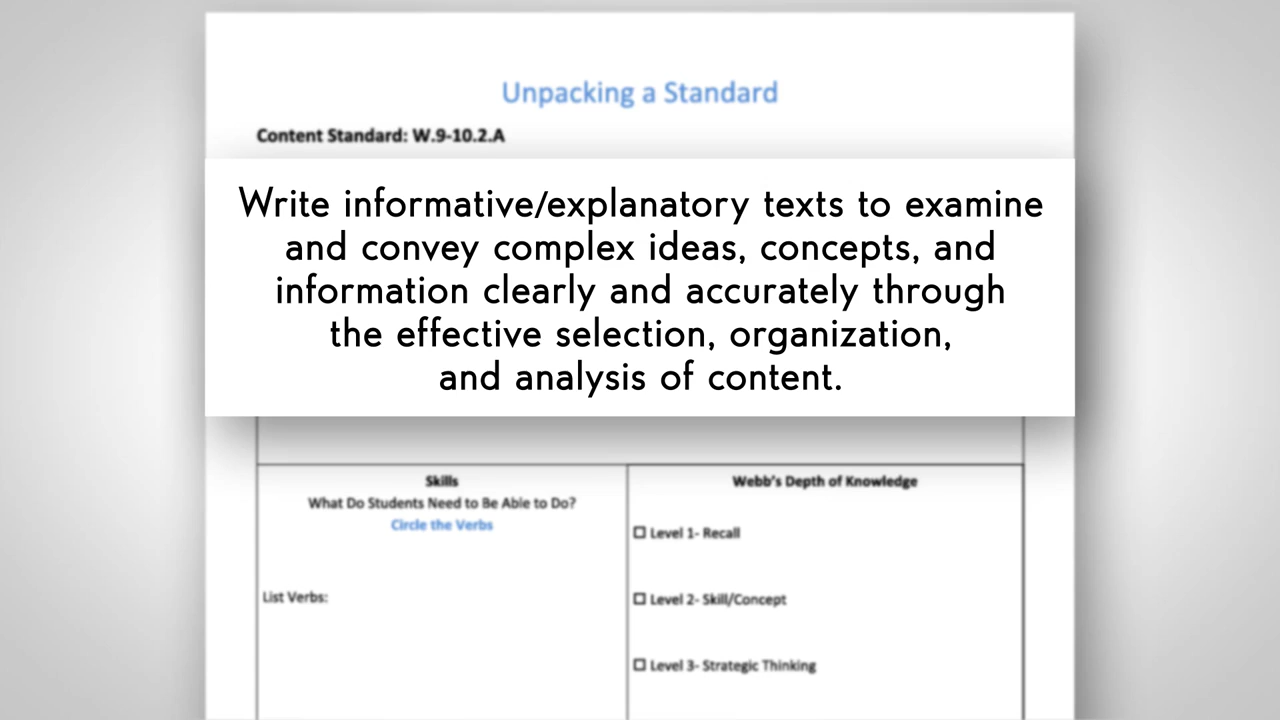 Unpacking a Standard
Content Standard: W.9-10.2.A
Write informative/explanatory texts to examine
and convey complex ideas, concepts, and
information clearly and accurately through
the effective selection, organization,
and analysis of content.
Skills
What Do Students Need to Be Able to Do?
Circle the Verbs
List Verbs:
Webb's Depth of Knowledge
☐ Level 1- Recall
☐ Level 2- Skill/Concept
☐ Level 3- Strategic Thinking